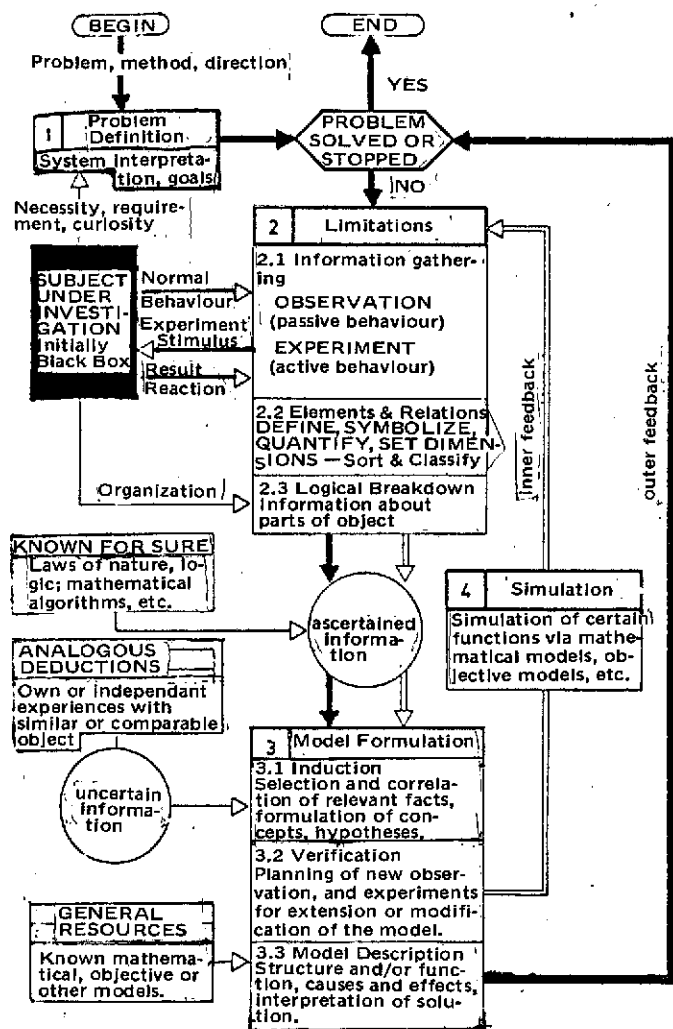 BEGIN
END
Problem, method, direction
YES
1 Problem
Definition
System interpreta-
tion, goals
PROBLEM
SOLVED OR
STOPPED
NO
Necessity, require-
ment, curiosity
2 Limitations
SUBJECT
UNDER
INVESTI-
GATION
Initially
Black Box
Normal
Behaviour
Experiment
Stimulus
Result
Reaction
2.1 Information gather-
ing
OBSERVATION
(passive behaviour)
EXPERIMENT
(active behaviour)
2.2 Elements & Relations
DEFINE, SYMBOLIZE,
QUANTIFY, SET DIMEN-
SIONS — Sort & Classify
Organization
2.3 Logical Breakdown
Information about
parts of object
inner feedback
outer feedback
KNOWN FOR SURE
Laws of nature, lo-
gic; mathematical
algorithms, etc.
ascertained
informa-
tion
4 Simulation
Simulation of certain
functions via mathe-
matical models, ob-
jective models, etc.
ANALOGOUS
DEDUCTIONS
Own or independant
experiences with
similar or comparable
object
uncertain
informa-
tion
3 Model Formulation
3.1 Induction
Selection and correla-
tion of relevant facts,
formulation of con-
cepts, hypotheses.
3.2 Verification
Planning of new obser-
vation, and experiments
for extension or modifi-
cation of the model.
GENERAL
RESOURCES
Known mathema-
tical, objective or
other models.
3.3 Model Description
Structure and/or func-
tion, causes and effects,
interpretation of solu-
tion.